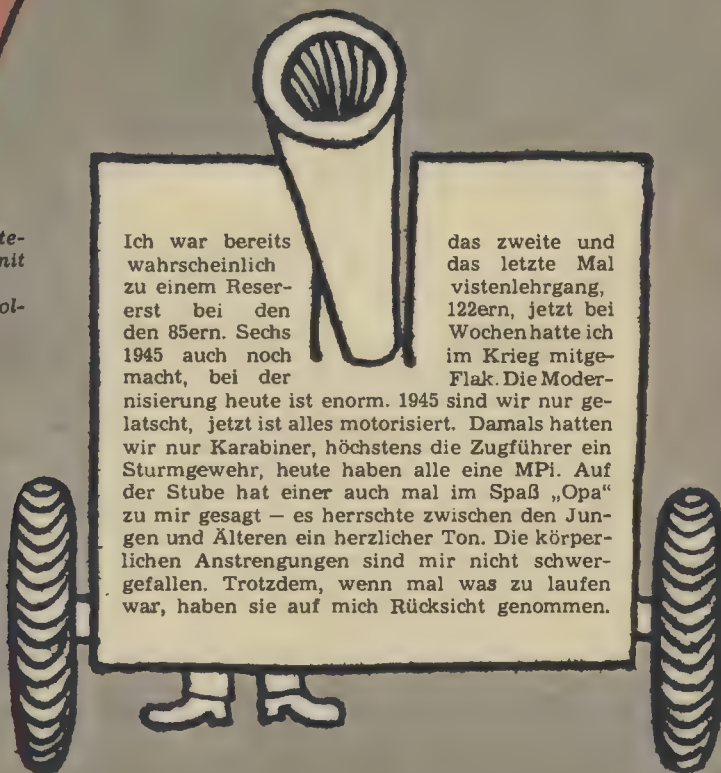 te-
nit
ol-
Ich war bereits das zweite und
wahrscheinlich das letzte Mal
zu einem Reser- vistenlehrgang,
erst bei den 122ern, jetzt bei
den 85ern. Sechs Wochen hatte ich
1945 auch noch im Krieg mitge-
macht, bei der Flak. Die Moder-
nisierung heute ist enorm. 1945 sind wir nur ge-
latscht, jetzt ist alles motorisiert. Damals hatten
wir nur Karabiner, höchstens die Zugführer ein
Sturmgewehr, heute haben alle eine MPi. Auf
der Stube hat einer auch mal im Spaß „Opa“
zu mir gesagt — es herrschte zwischen den Jun-
gen und Älteren ein herzlicher Ton. Die körper-
lichen Anstrengungen sind mir nicht schwer-
gefallen. Trotzdem, wenn mal was zu laufen
war, haben sie auf mich Rücksicht genommen.